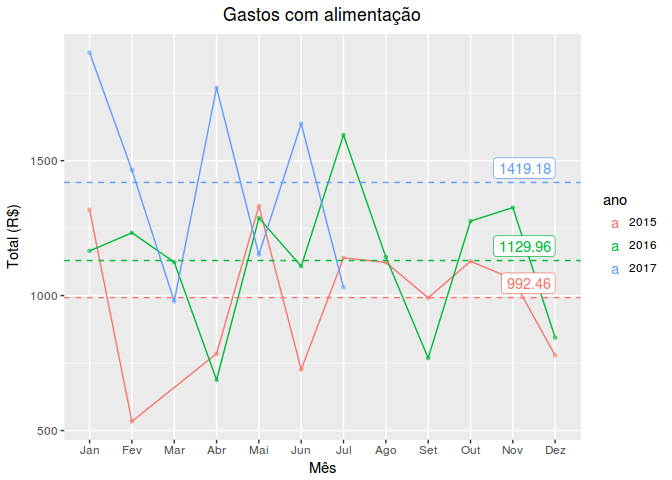 Gastos com alimentação
Total (R$)
1500
1000
500
1419.18
1129.96
992.46
Jan Fev Mar Abr Mai Jun Jul Ago Set Out Nov Dez
Mês
ano
a 2015
a 2016
a 2017